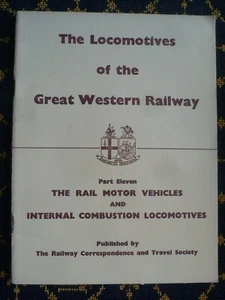 The Locomotives
of the
Great Western Railway
Part Eleven
THE RAIL MOTOR VEHICLES
AND
INTERNAL COMBUSTION LOCOMOTIVES
Published by
The Railway Correspondence and Travel Society